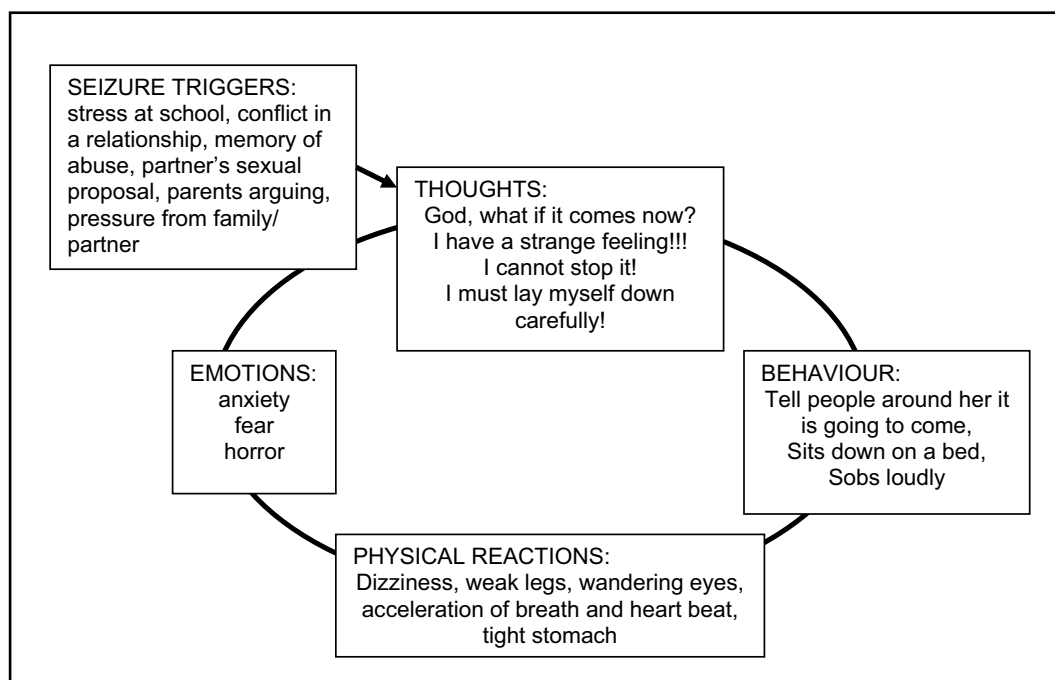 SEIZURE TRIGGERS:
stress at school, conflict in
a relationship, memory of
abuse, partner’s sexual
proposal, parents arguing,
pressure from family/
partner
THOUGHTS:
God, what if it comes now?
I have a strange feeling!!!
I cannot stop it!
I must lay myself down
carefully!
EMOTIONS:
anxiety
fear
horror
BEHAVIOUR:
Tell people around her it
is going to come,
Sits down on a bed,
Sobs loudly
PHYSICAL REACTIONS:
Dizziness, weak legs, wandering eyes,
acceleration of breath and heart beat,
tight stomach